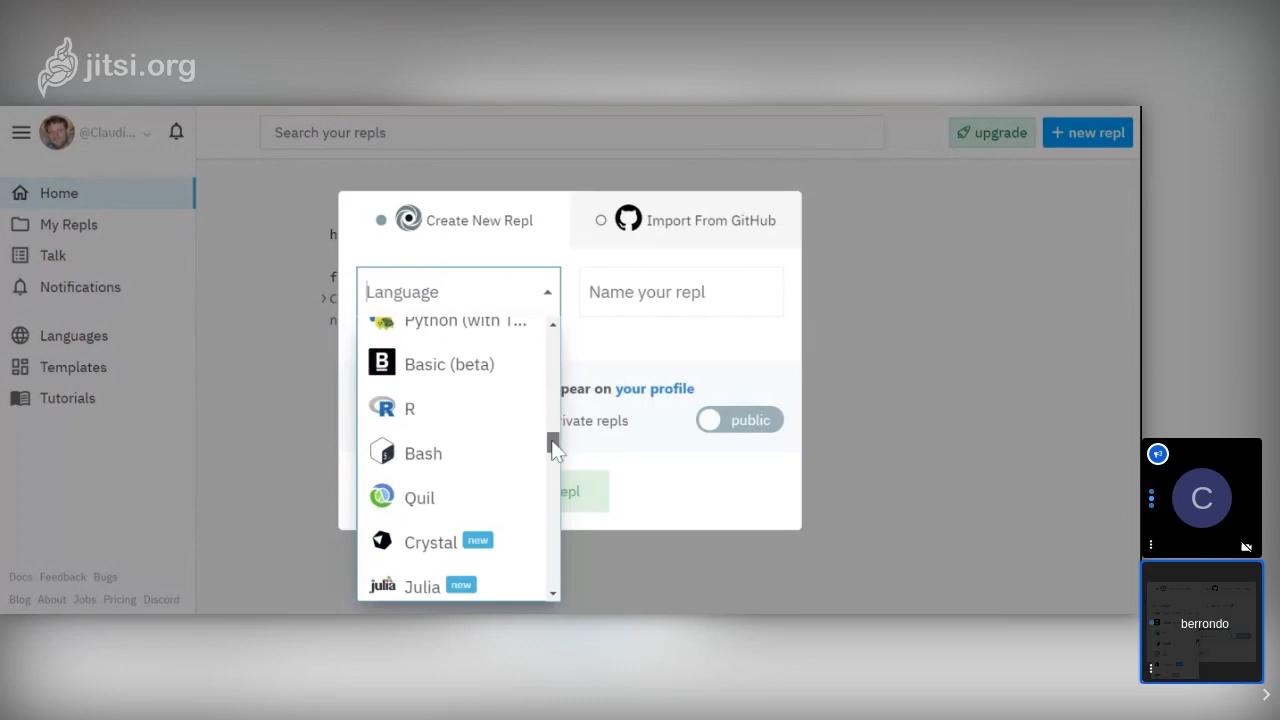 jitsi.org
@Claudi...
Search your repls
upgrade
+ new repl
Home
My Repls
Talk
Notifications
Languages
Templates
Tutorials
Docs Feedback Bugs
Blog About Jobs Pricing Discord
Create New Repl
Import From GitHub
h
f
C
n
Language
Name your repl
Python (with T...
Basic (beta)
R
Bash
Quil
Crystal new
julia Julia new
pear on your profile
ivate repls
public
epl
C
berrondo